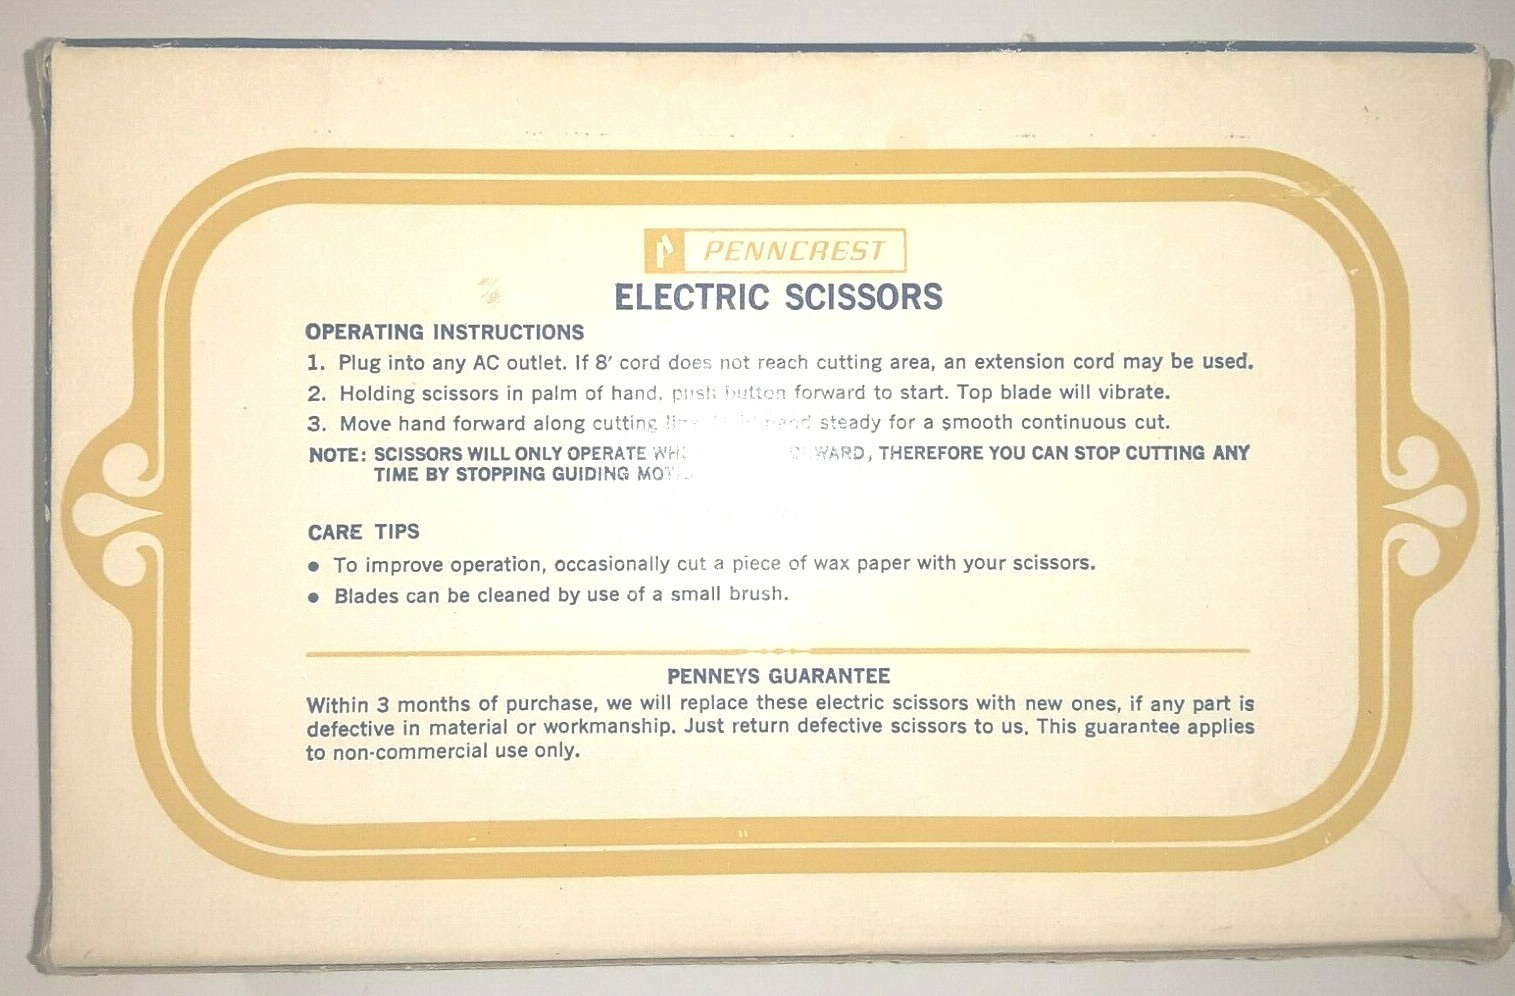 PENNCREST
ELECTRIC SCISSORS
OPERATING INSTRUCTIONS
1. Plug into any AC outlet. If 8' cord does not reach cutting area, an extension cord may be used.
2. Holding scissors in palm of hand, push button forward to start. Top blade will vibrate.
3. Move hand forward along cutting line. hand steady for a smooth continuous cut.
NOTE: SCISSORS WILL ONLY OPERATE THEREFORE YOU CAN STOP CUTTING ANY
TIME BY STOPPING GUIDING
CARE TIPS
• To improve operation, occasionally cut a piece of wax paper with your scissors.
• Blades can be cleaned by use of a small brush.
PENNEYS GUARANTEE
Within 3 months of purchase, we will replace these electric scissors with new ones, if any part is
defective in material or workmanship. Just return defective scissors to us. This guarantee applies
to non-commercial use only.